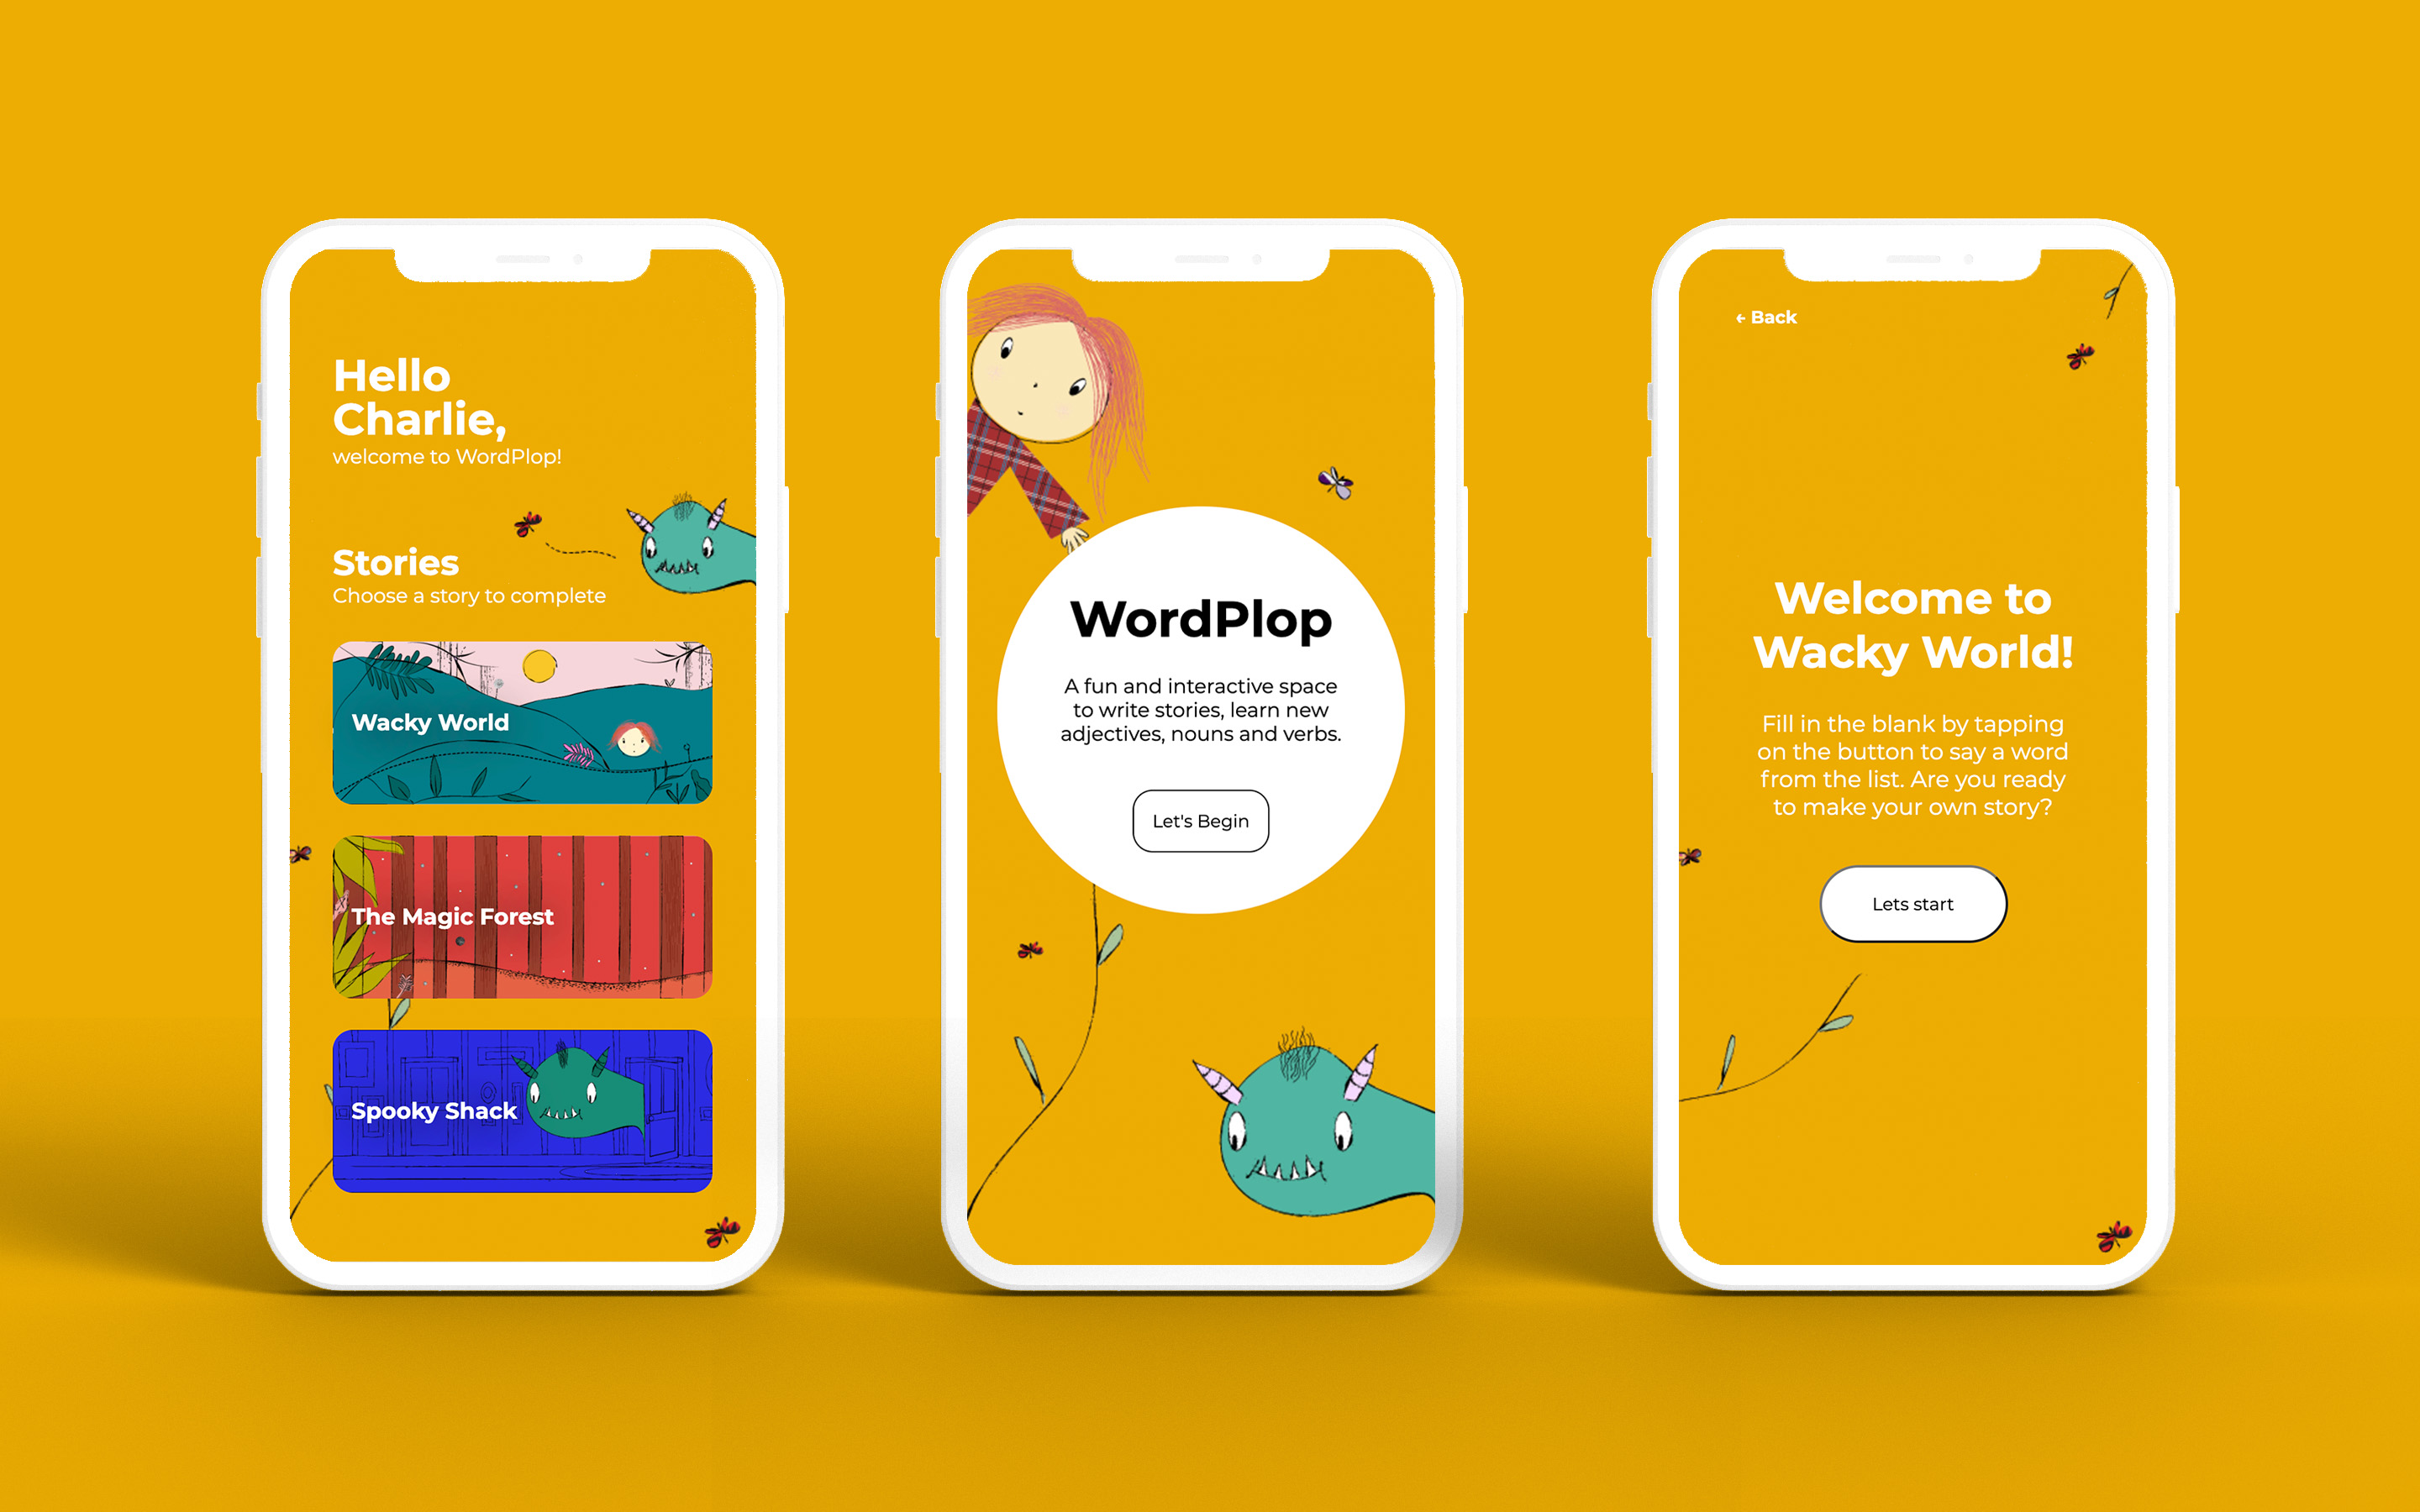 Hello
Charlie,
welcome to WordPlop!
Stories
Choose a story to complete
Wacky World
The Magic Forest
Spooky Shack
WordPlop
A fun and interactive space
to write stories, learn new
adjectives, nouns and verbs.
Let's Begin
← Back
Welcome to
Wacky World!
Fill in the blank by tapping
on the button to say a word
from the list. Are you ready
to make your own story?
Lets start